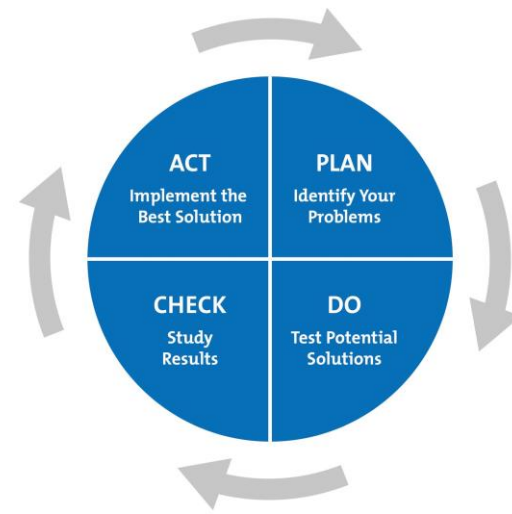 ACT
Implement the
Best Solution
PLAN
Identify Your
Problems
CHECK
Study
Results
DO
Test Potential
Solutions